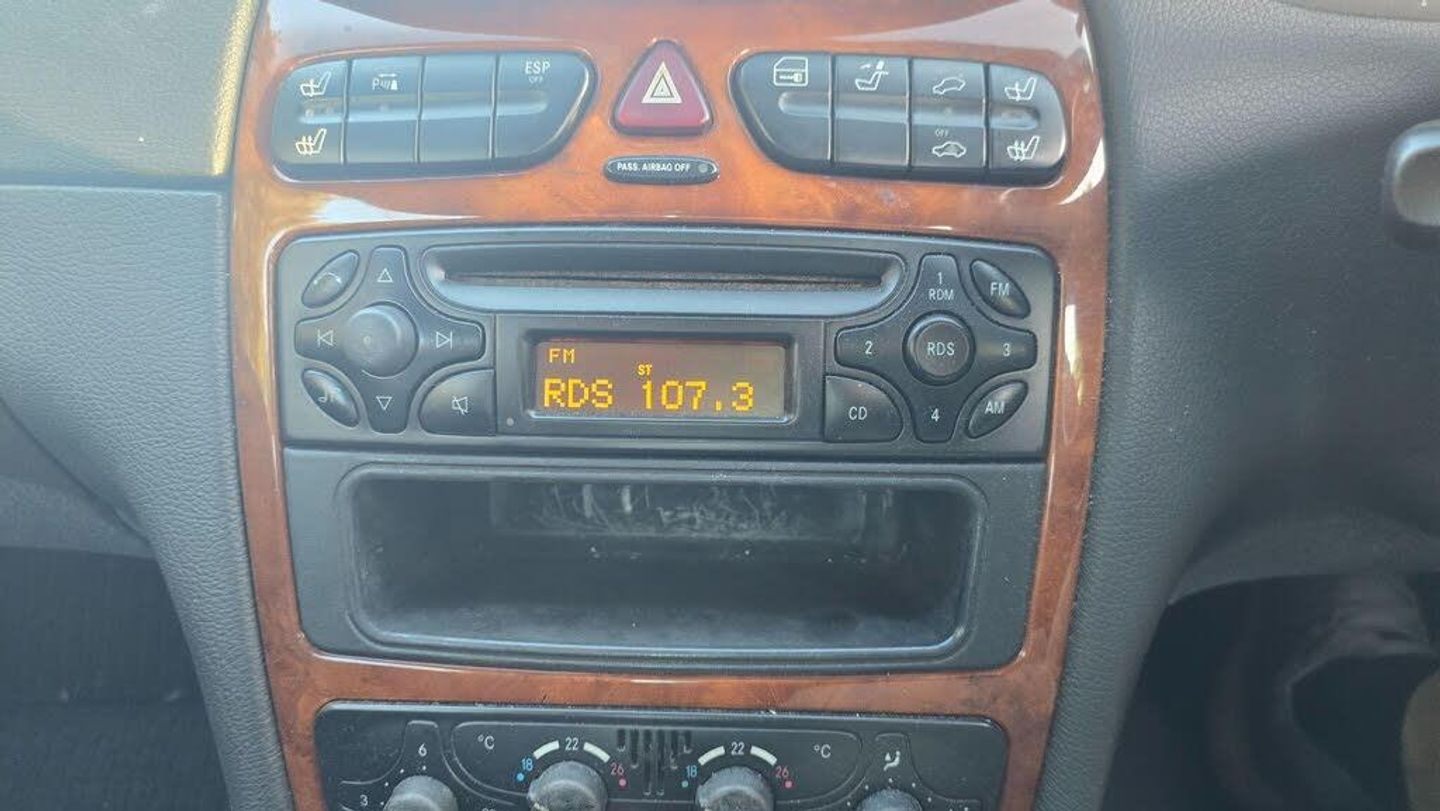 ESP
OFF
PASS. AIRBAG OFF
OFF
1
RDM
FM
2
RDS
3
FM
ST
RDS 107.3
CD
4
AM
6
°C
22
22
°C
18
26
18
26
3